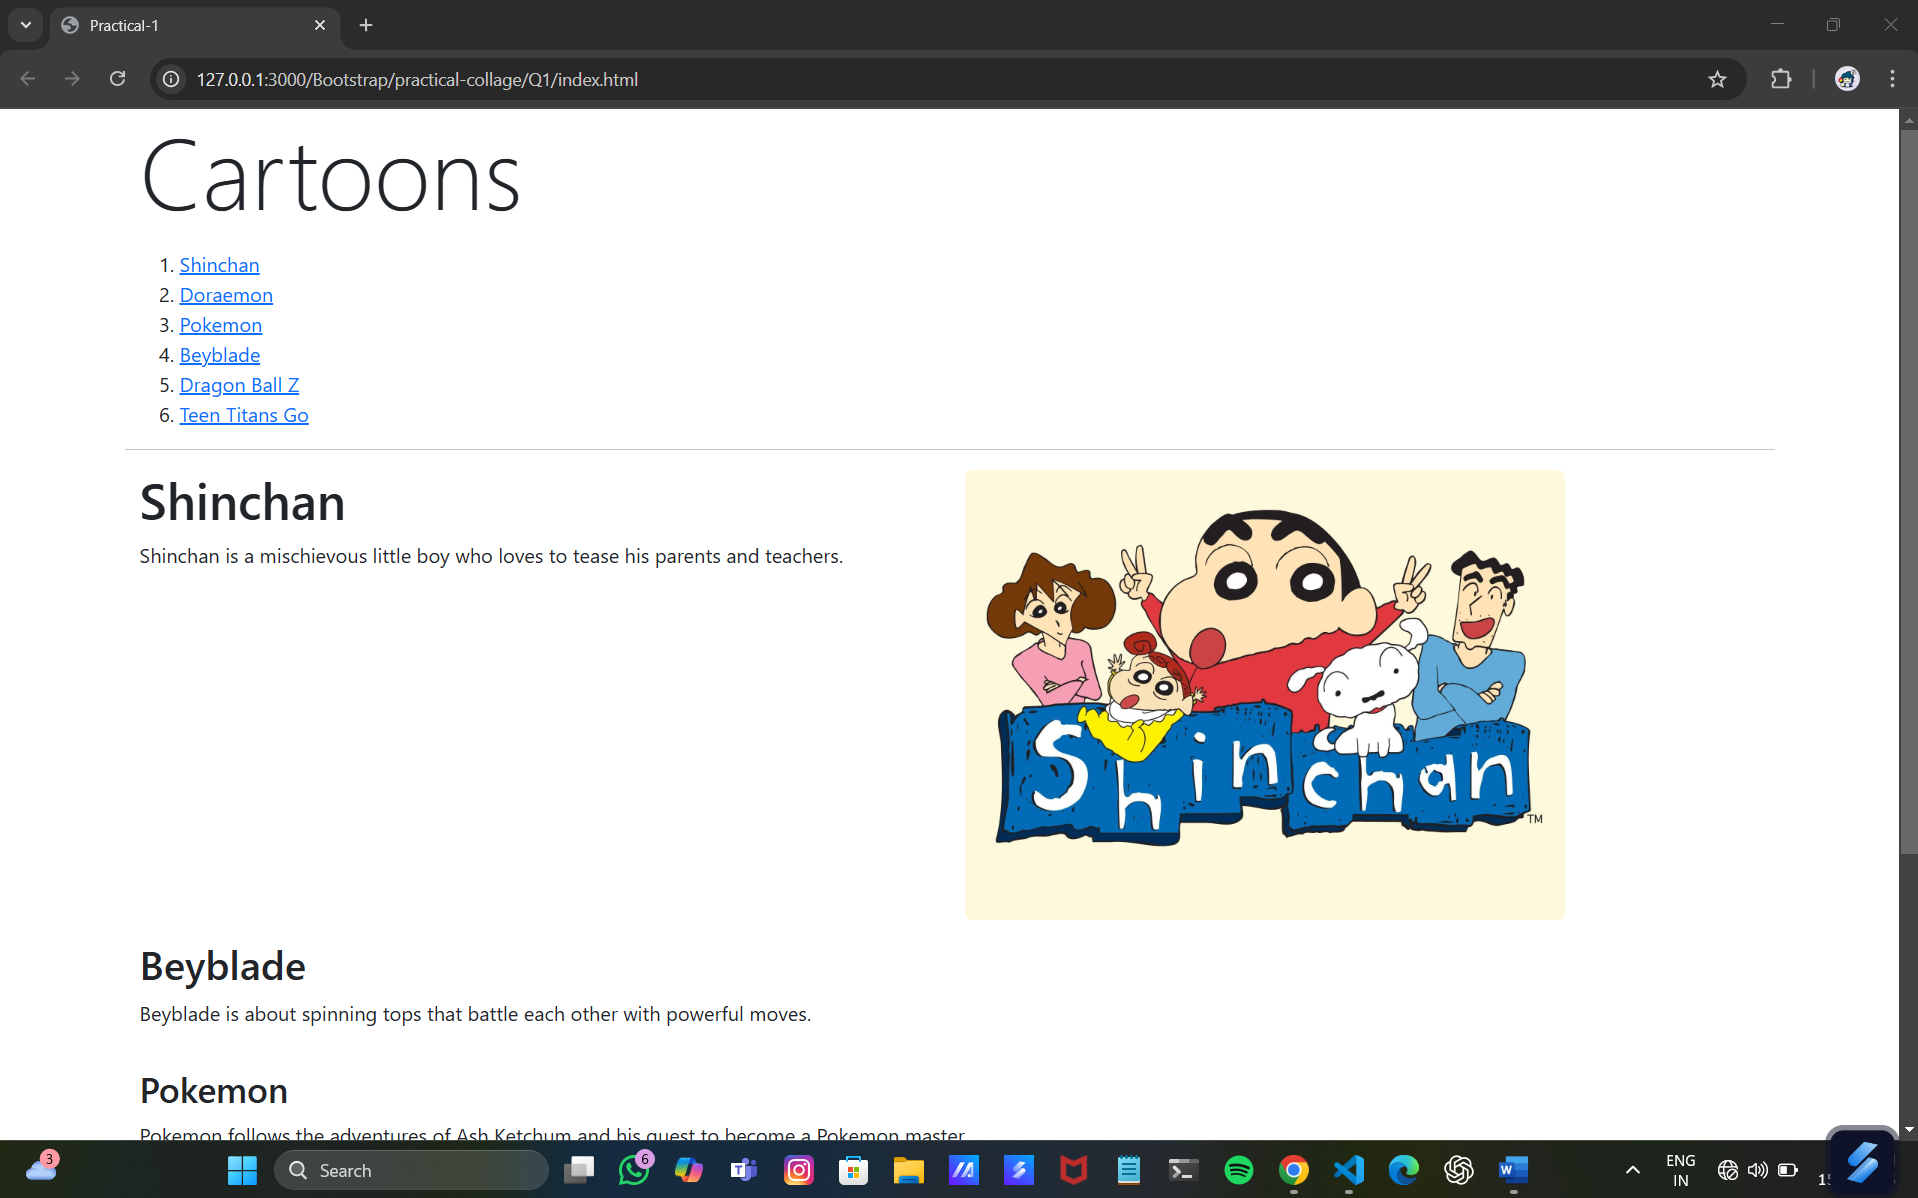 Practical-1
127.0.0.1:3000/Bootstrap/practical-collage/Q1/index.html
Cartoons
1. Shinchan
2. Doraemon
3. Pokemon
4. Beyblade
5. Dragon Ball Z
6. Teen Titans Go
Shinchan
Shinchan is a mischievous little boy who loves to tease his parents and teachers.
Shinchan
TM
Beyblade
Beyblade is about spinning tops that battle each other with powerful moves.
Pokemon
Pokemon follows the adventures of Ash Ketchum and his quest to become a Pokemon master
3
Search
6
ENG
IN